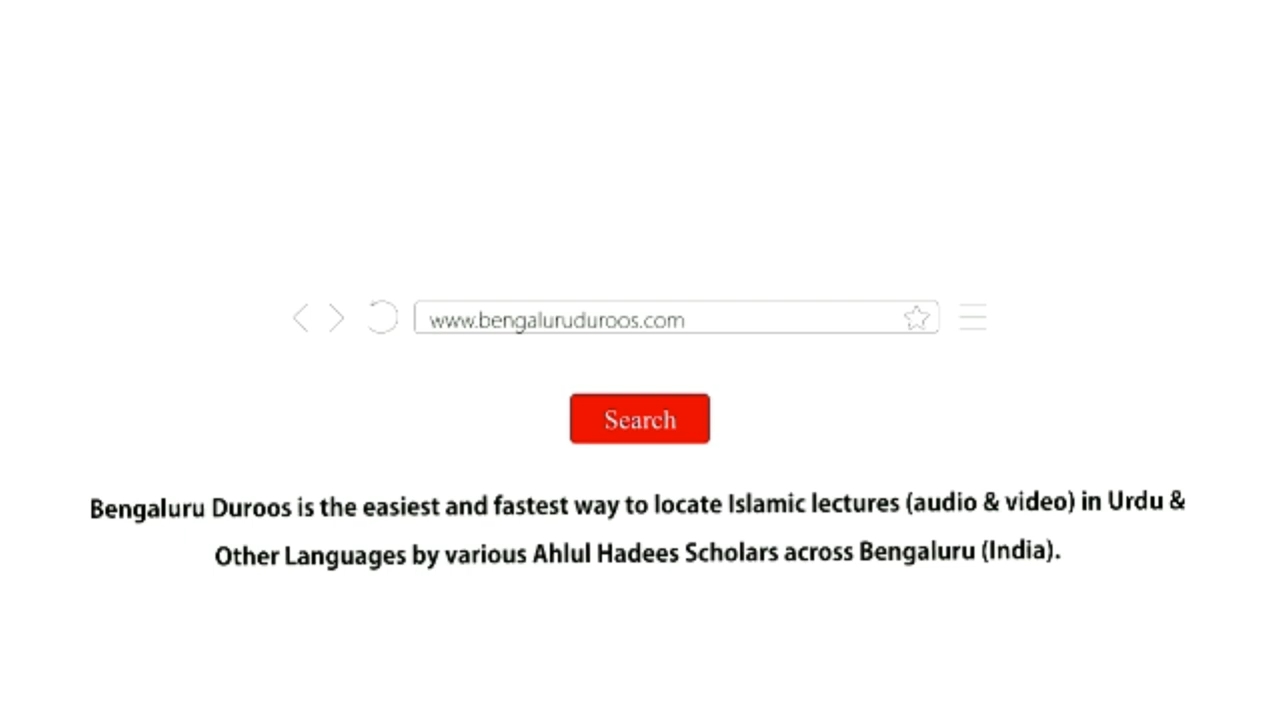 www.bengaluruduroos.com
Search
Bengaluru Duroos is the easiest and fastest way to locate Islamic lectures (audio & video) in Urdu &
Other Languages by various Ahlul Hadees Scholars across Bengaluru (India).